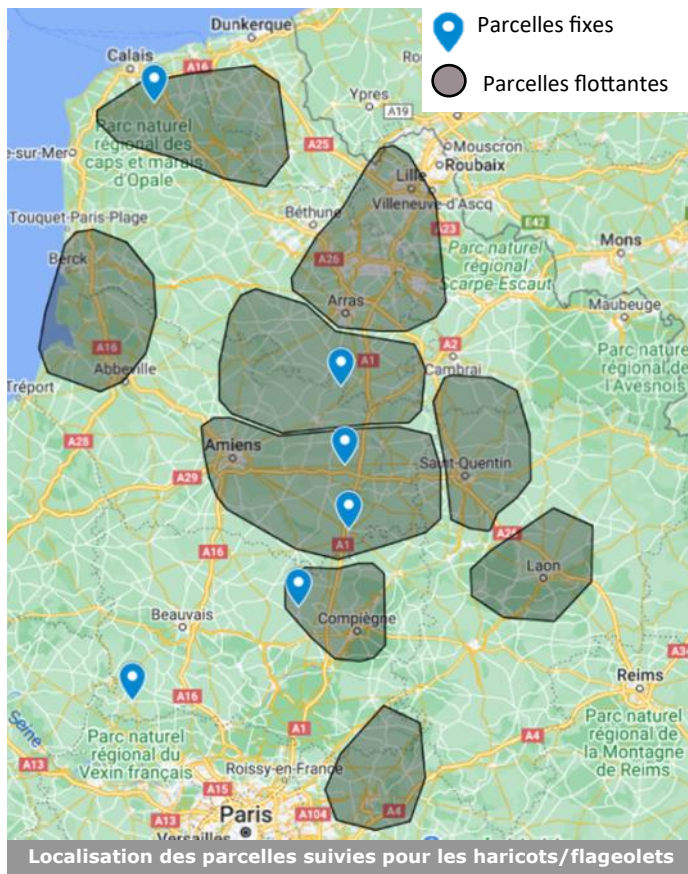 Parcelles fixes
Parcelles flottantes
Dunkerque
Calais
A16
Ypres
A19
Mouscron
Roubaix
Parc naturel
régional des
caps et marais
d'Opale
e-sur-Mer
A25
Lille
Villeneuve-d'Ascq
Touquet-Paris-Plage
Béthune
A23
E42
Mons
Berck
A26
Parc naturel
régional
Scarpe Escaut
Arras
Maubeuge
A16
A1
A2
Cambrai
Parc nature
régional de
l'Avesnois
Abbeville
Tréport
A28
Amiens
Saint-Quentin
A29
A26
A16
A1
Laon
Beauvais
Compiègne
A34
Reims
A16
Seine
A1
Parc naturel
régional du
Vexin français
Parc naturel
régional de
la Montagne
de Reims
A4
A13
Roissy-en-France
A15
A13
Paris
A104
A4
Versailles
Localisation des parcelles suivies pour les haricots/flageolets